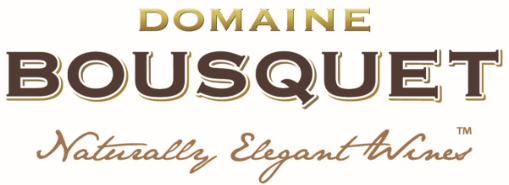 DOMAINE
BOUSQUET
Naturally Elegant Wines™